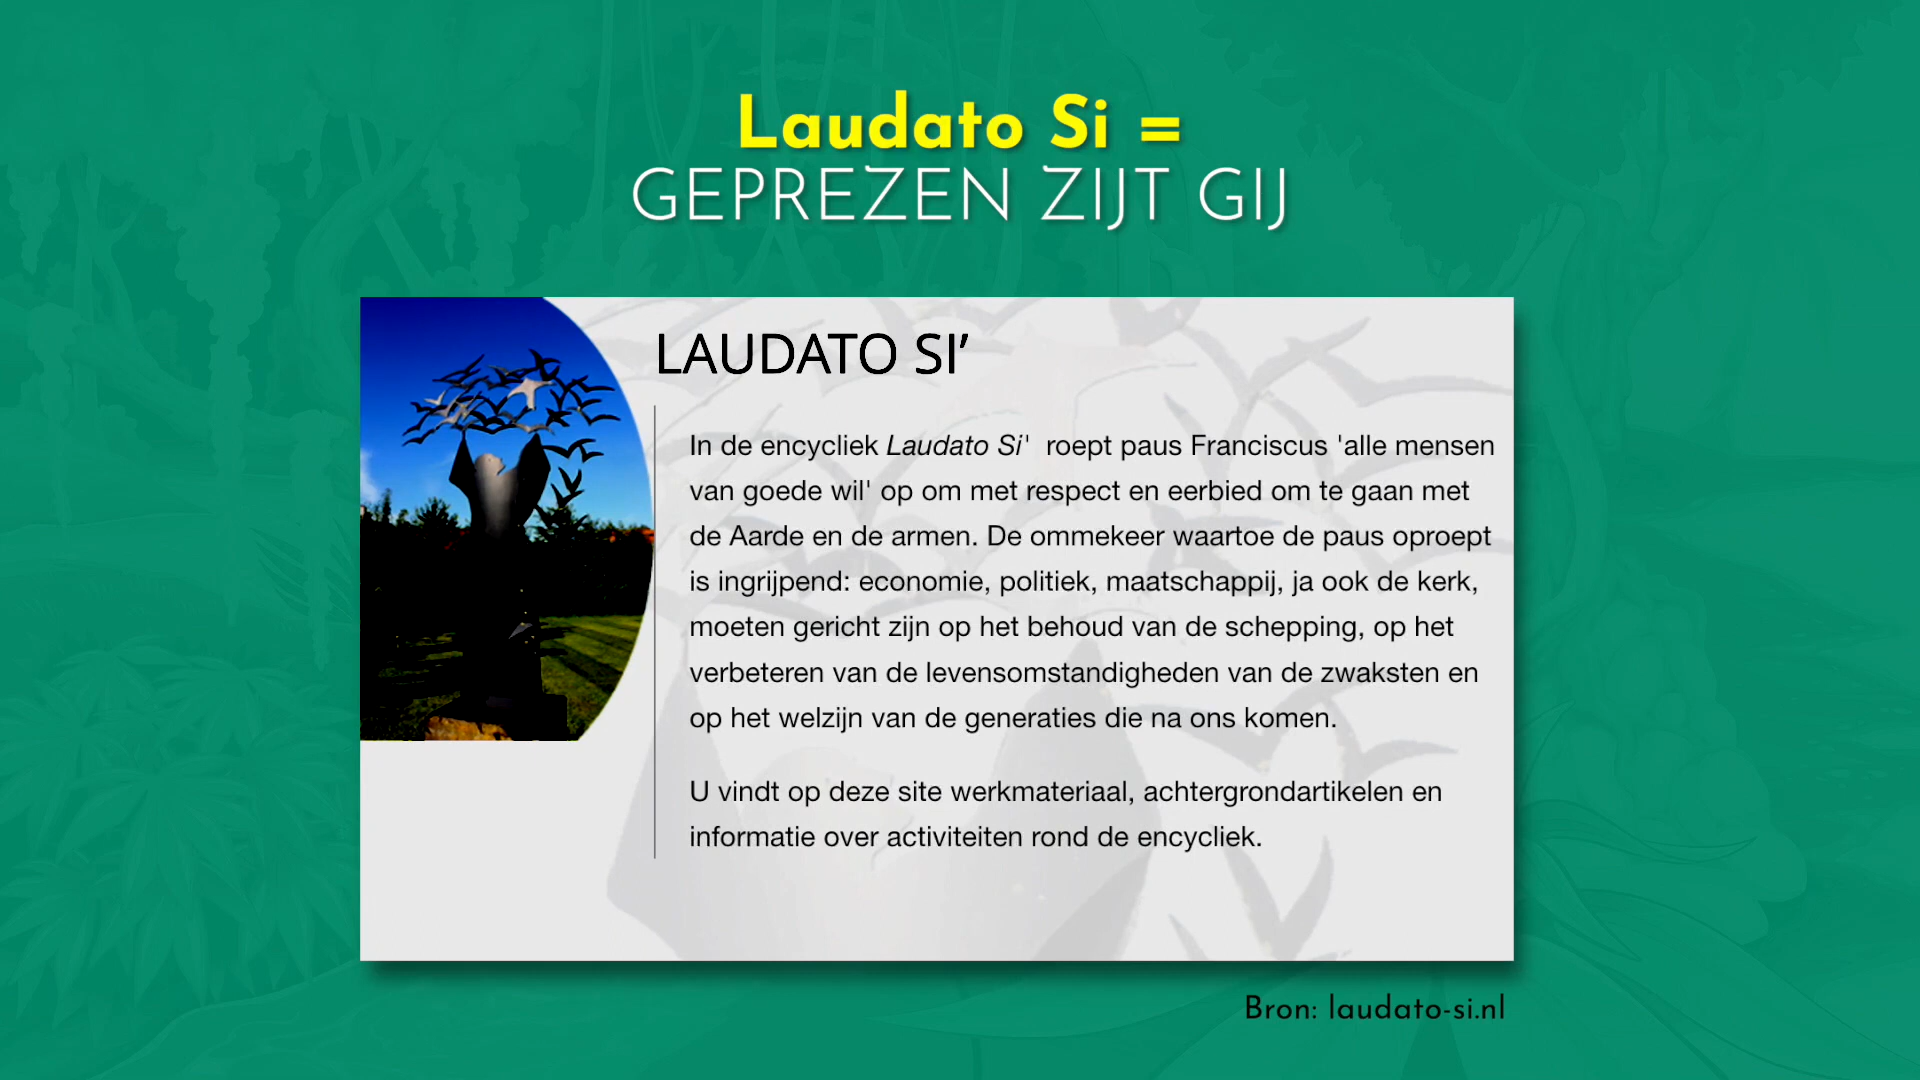 Laudato Si =
GEPREZEN ZIJT GIJ
LAUDATO SI’
In de encycliek Laudato Si' roept paus Franciscus 'alle mensen
van goede wil' op om met respect en eerbied om te gaan met
de Aarde en de armen. De ommekeer waartoe de paus oproept
is ingrijpend: economie, politiek, maatschappij, ja ook de kerk,
moeten gericht zijn op het behoud van de schepping, op het
verbeteren van de levensomstandigheden van de zwaksten en
op het welzijn van de generaties die na ons komen.
U vindt op deze site werkmateriaal, achtergrondartikelen en
informatie over activiteiten rond de encycliek.
Bron: laudato-si.nl